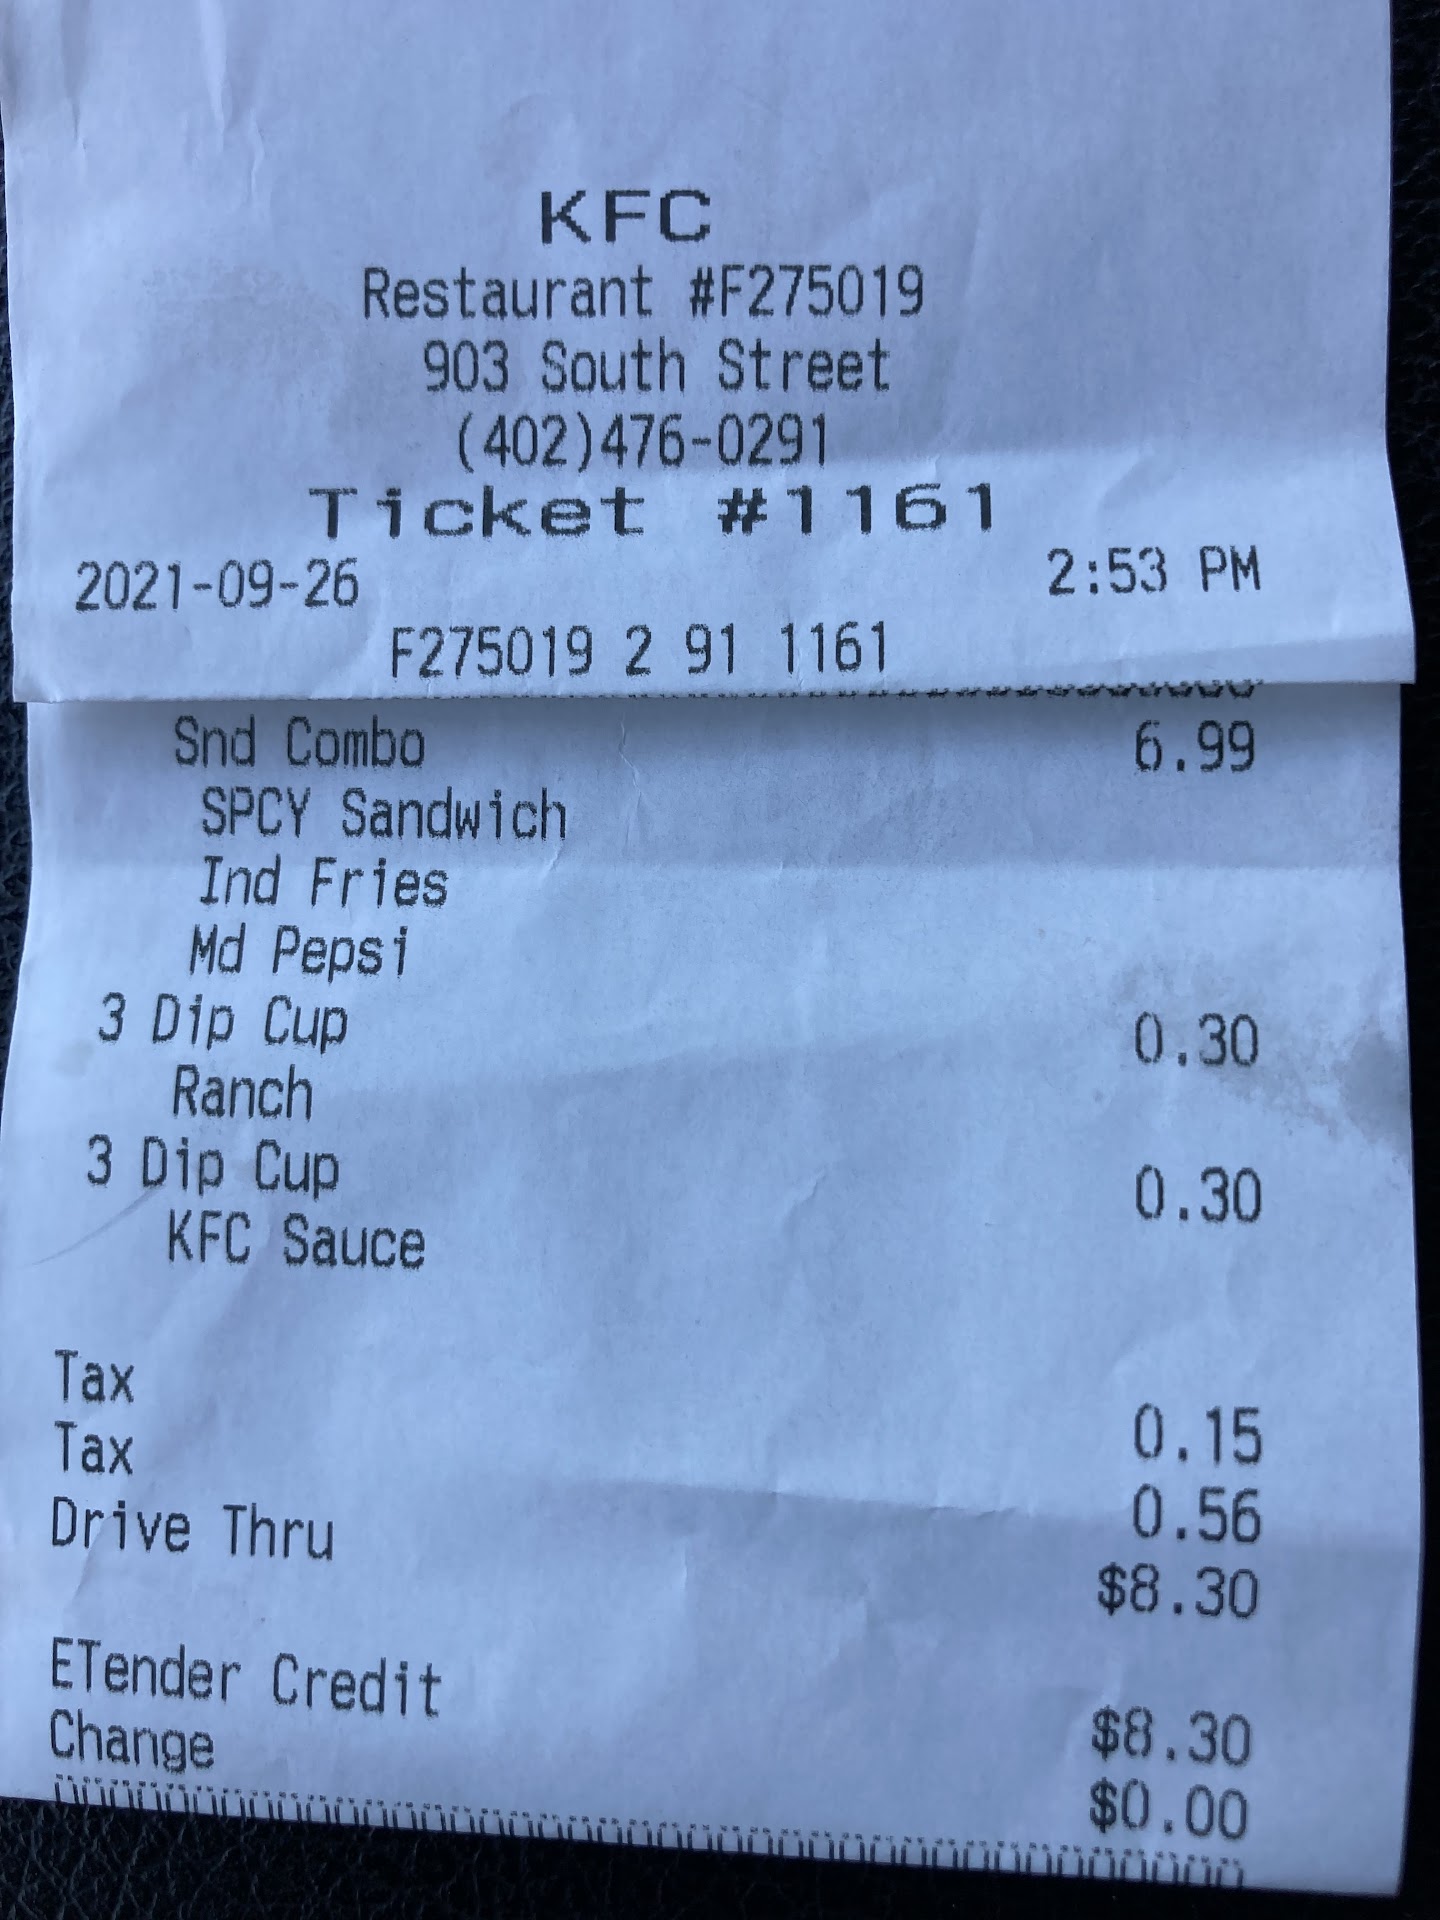 KFC
Restaurant #F275019
903 South Street
(402)476-0291
Ticket #1161
2021-09-26 2:53 PM
F275019 2 91 1161
Snd Combo 6.99
SPCY Sandwich
Ind Fries
Md Pepsi
3 Dip Cup 0.30
Ranch
3 Dip Cup 0.30
KFC Sauce
Tax 0.15
Tax 0.56
Drive Thru $8.30
ETender Credit $8.30
Change $0.00